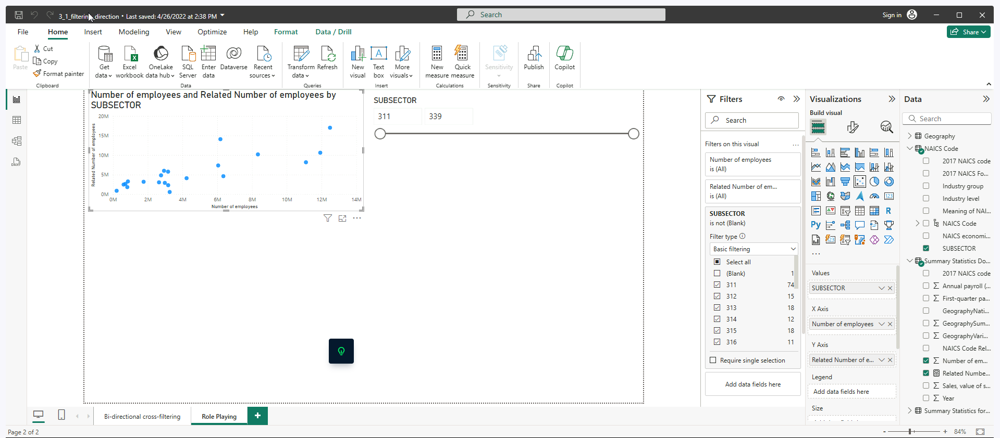 3_1_filtering_direction • Last saved: 4/26/2022 at 2:38 PM
Search
Sign in
File Home Insert Modeling View Optimize Help Format Data / Drill
Share
Paste
Cut
Copy
Format painter
Clipboard
Get data
Excel workbook
OneLake data hub
SQL Server
Enter data
Dataverse
Recent sources
Data
Transform data
Refresh
Queries
New visual
Text box
More visuals
Insert
New measure
Quick measure
Calculations
Sensitivity
Sensitivity
Publish
Share
Copilot
Copilot
Number of employees and Related Number of employees by
SUBSECTOR
20M
15M
10M
5M
0M
Related Number of employees
0M 2M 4M 6M 8M 10M 12M 14M
Number of employees
SUBSECTOR
311 339
Filters
Search
Filters on this visual
Number of employees
is (All)
Related Number of em...
is (All)
SUBSECTOR
is not (Blank)
Filter type
Basic filtering
Select all
(Blank) 1
311 74
312 15
313 18
314 12
315 18
316 11
Require single selection
Add data fields here
Visualizations
Build visual
123
R
Py
123
...
Values
SUBSECTOR
X Axis
Number of employees
Y Axis
Related Number of e...
Legend
Add data fields here
Size
Data
Search
Geography
NAICS Code
2017 NAICS code
2017 NAICS Fo...
Industry group
Industry level
Meaning of NAI...
NAICS Code
NAICS economi...
SUBSECTOR
Summary Statistics Do...
2017 NAICS code
Annual payroll (...
First-quarter pa...
GeographyNati...
GeographySum...
GeographyVari...
NAICS Code Rel...
Number of em...
Related Numbe...
Sales, value of s...
Year
Summary Statistics for...
DAX
Bi-directional cross-filtering
Role Playing
+
Page 2 of 2
- + 84%